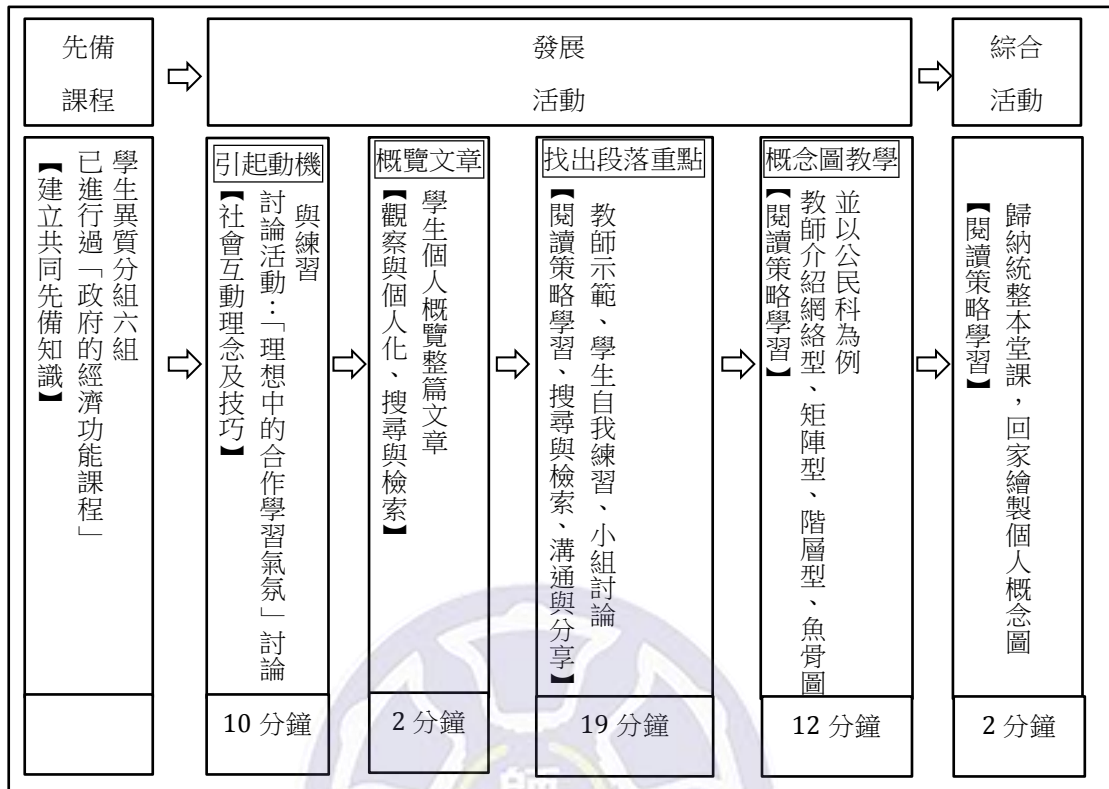 先備
課程
發展
活動
綜合
活動
學生異質分組六組
已進行過「政府的經濟功能課程」
【建立共同先備知識】
引起動機
與練習
討論活動：「理想中的合作學習氣氛」討論
【社會互動理念及技巧】
概覽文章
學生個人概覽整篇文章
【觀察與個人化、搜尋與檢索】
找出段落重點
教師示範、學生自我練習、小組討論
【閱讀策略學習、搜尋與檢索、溝通與分享】
概念圖教學
並以公民科為例
教師介紹網絡型、矩陣型、階層型、魚骨圖
【閱讀策略學習】
歸納統整本堂課，回家繪製個人概念圖
【閱讀策略學習】
10 分鐘
2 分鐘
19 分鐘
12 分鐘
2 分鐘
師